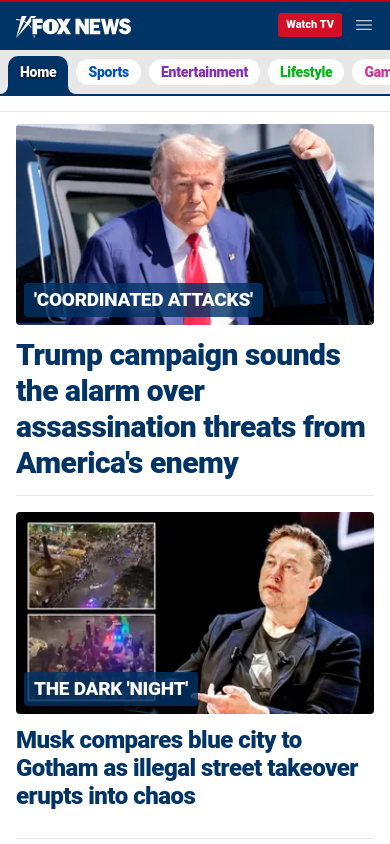 FOX NEWS
Watch TV
Home
Sports
Entertainment
Lifestyle
Gam
'COORDINATED ATTACKS'
Trump campaign sounds
the alarm over
assassination threats from
America's enemy
THE DARK 'NIGHT'
Musk compares blue city to
Gotham as illegal street takeover
erupts into chaos